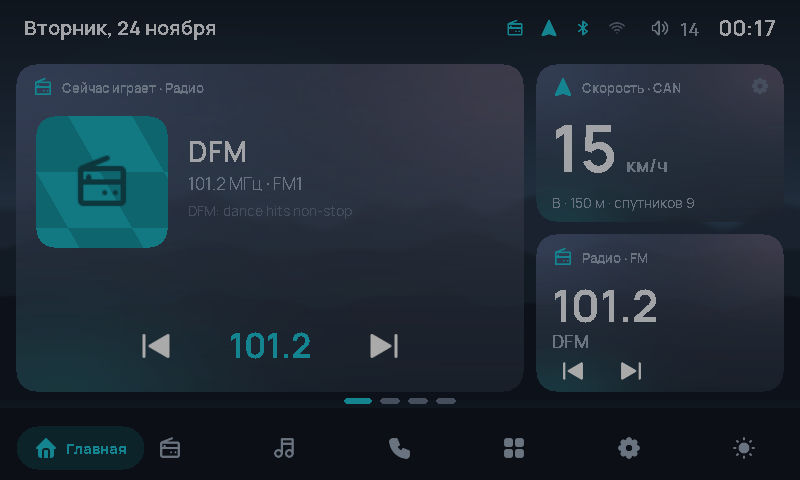 Вторник, 24 ноября
14
00:17
Сейчас играет · Радио
DFM
101.2 МГц · FM1
DFM: dance hits non-stop
101.2
Скорость · CAN
15 км/ч
В · 150 м · спутников 9
Радио · FM
101.2
DFM
Главная